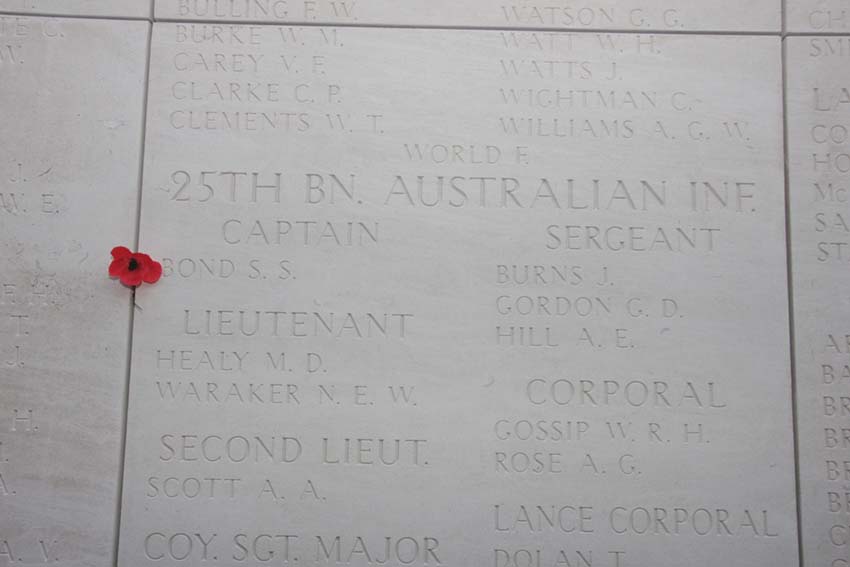 BULLING F. W.
BURKE W. M.
CAREY V. F.
CLARKE C. P.
CLEMENTS W. T.
WATSON G. G.
WATT W. H.
WATTS J.
WIGHTMAN C.
WILLIAMS A. G. W.
WORLD F.
25TH BN. AUSTRALIAN INF.
CAPTAIN
BOND S. S.
LIEUTENANT
HEALY M. D.
WARAKER N. E. W.
SECOND LIEUT.
SCOTT A. A.
COY. SGT. MAJOR
SERGEANT
BURNS J.
GORDON G. D.
HILL A. E.
CORPORAL
GOSSIP W. R. H.
ROSE A. G.
LANCE CORPORAL
DOLAN T.